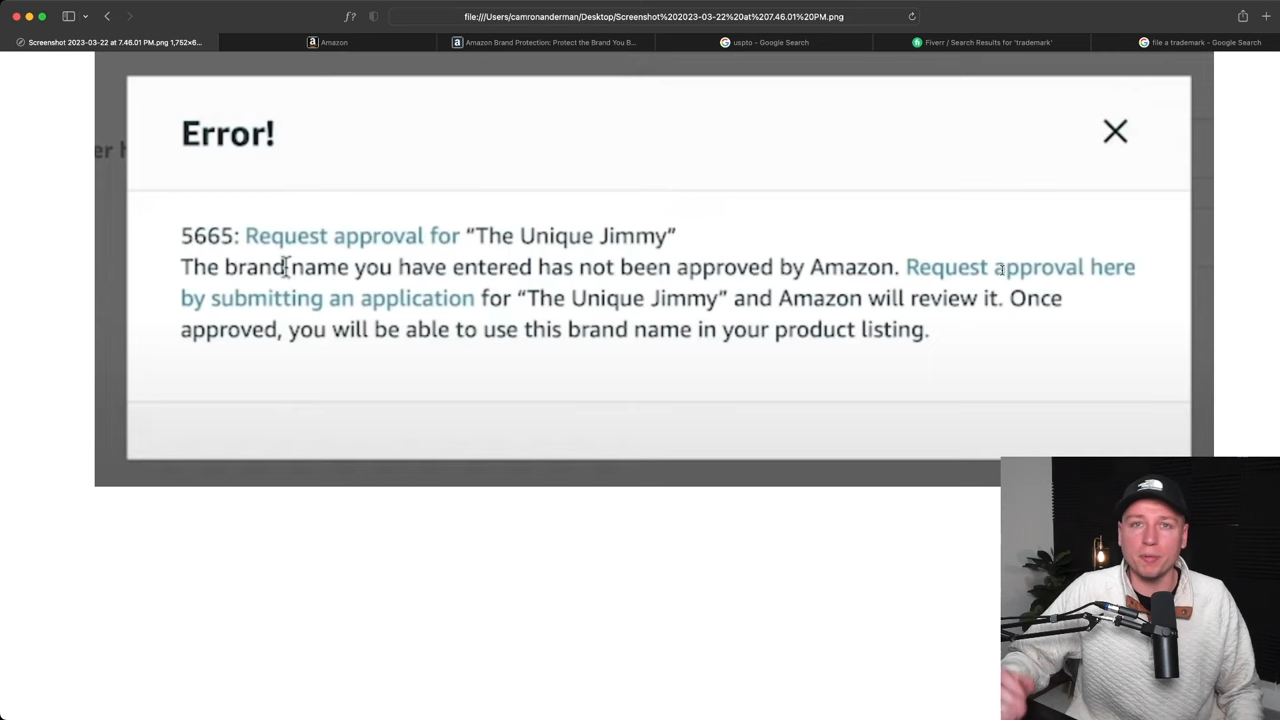 file:///Users/camronanderman/Desktop/Screenshot%202023-03-22%20at%207.46.01%20PM.png
Screenshot 2023-03-22 at 7.46.01 PM.png 1,752×6...
Amazon
Amazon Brand Protection: Protect the Brand You B...
uspto - Google Search
Fiverr / Search Results for 'trademark'
file a trademark - Google Search
Error!
5665: Request approval for “The Unique Jimmy”
The brand name you have entered has not been approved by Amazon. Request approval here
by submitting an application for “The Unique Jimmy” and Amazon will review it. Once
approved, you will be able to use this brand name in your product listing.